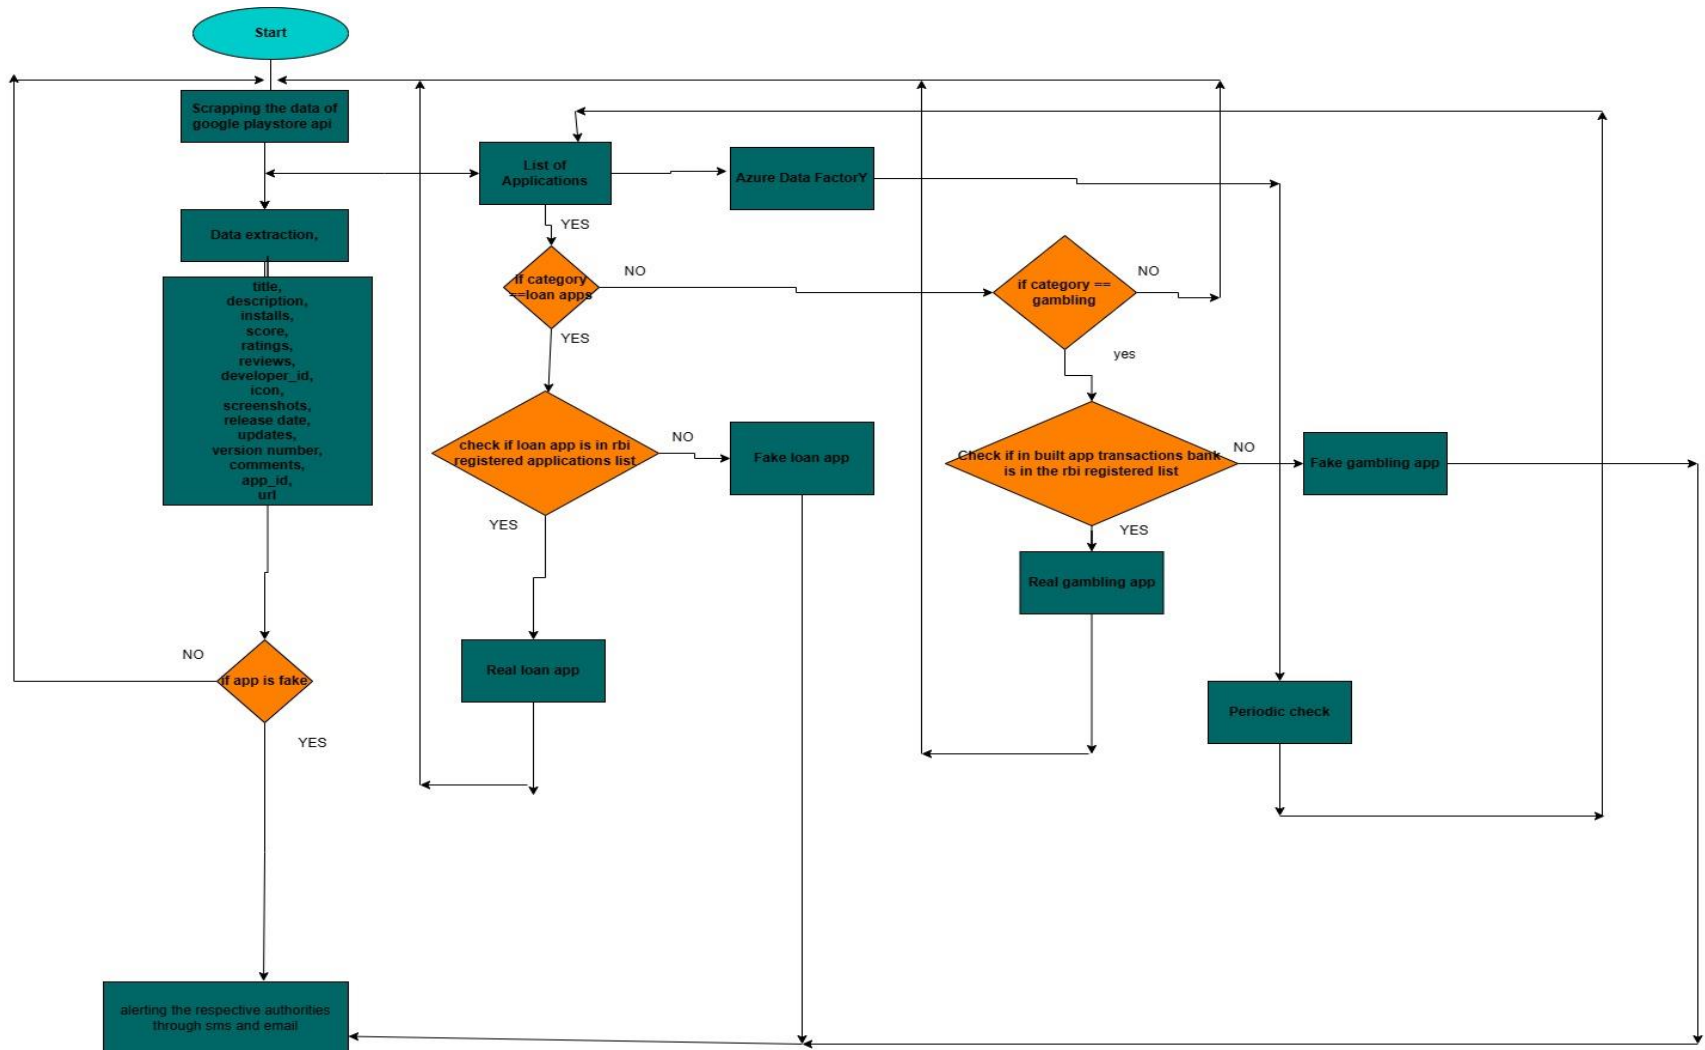 Start
Scrapping the data of
google playstore api
List of
Applications
Azure Data FactorY
YES
Data extraction,
title,
description,
installs,
score,
ratings,
reviews,
developer_id,
icon,
screenshots,
release date,
updates,
version number,
comments,
app_id,
url
if category
==loan apps
NO
if category ==
gambling
NO
YES
yes
check if loan app is in rbi
registered applications list
NO
Fake loan app
Check if in built app transactions bank
is in the rbi registered list
NO
Fake gambling app
YES
YES
Real gambling app
Real loan app
NO
if app is fake
YES
Periodic check
alerting the respective authorities
through sms and email